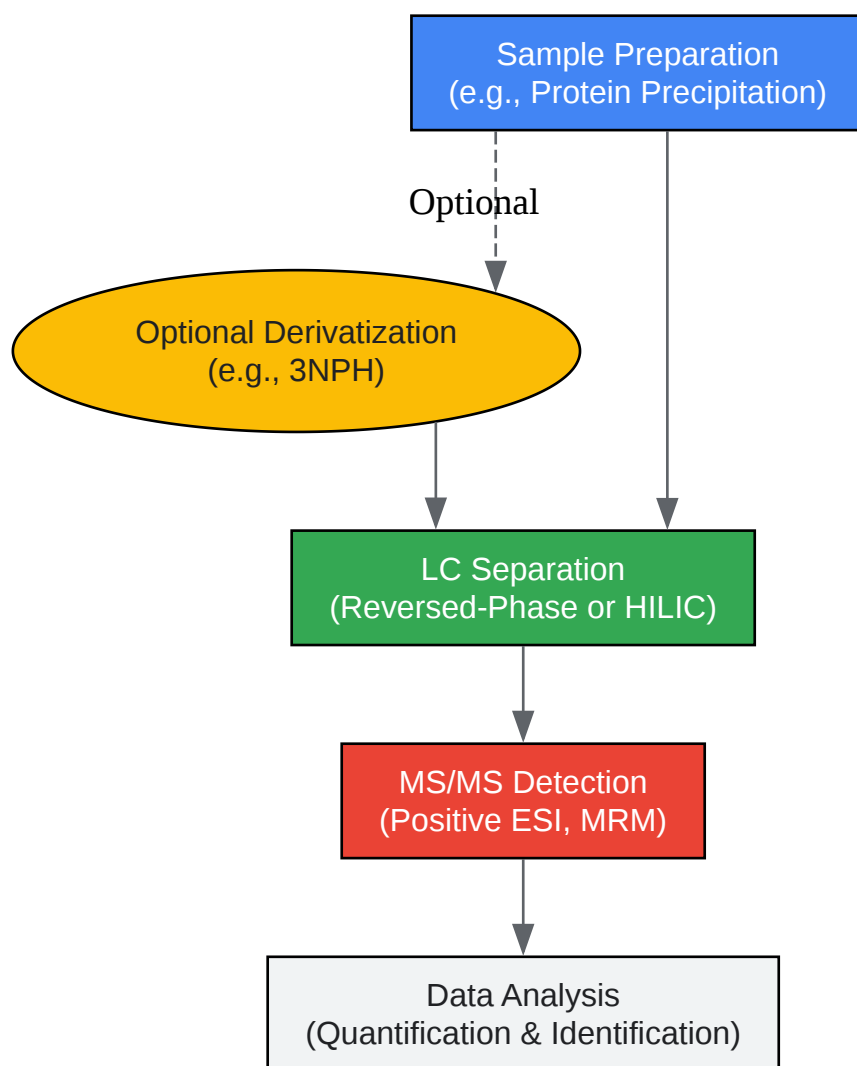 Sample Preparation
(e.g., Protein Precipitation)
Optional
Optional Derivatization
(e.g., 3NPH)
LC Separation
(Reversed-Phase or HILIC)
MS/MS Detection
(Positive ESI, MRM)
Data Analysis
(Quantification & Identification)